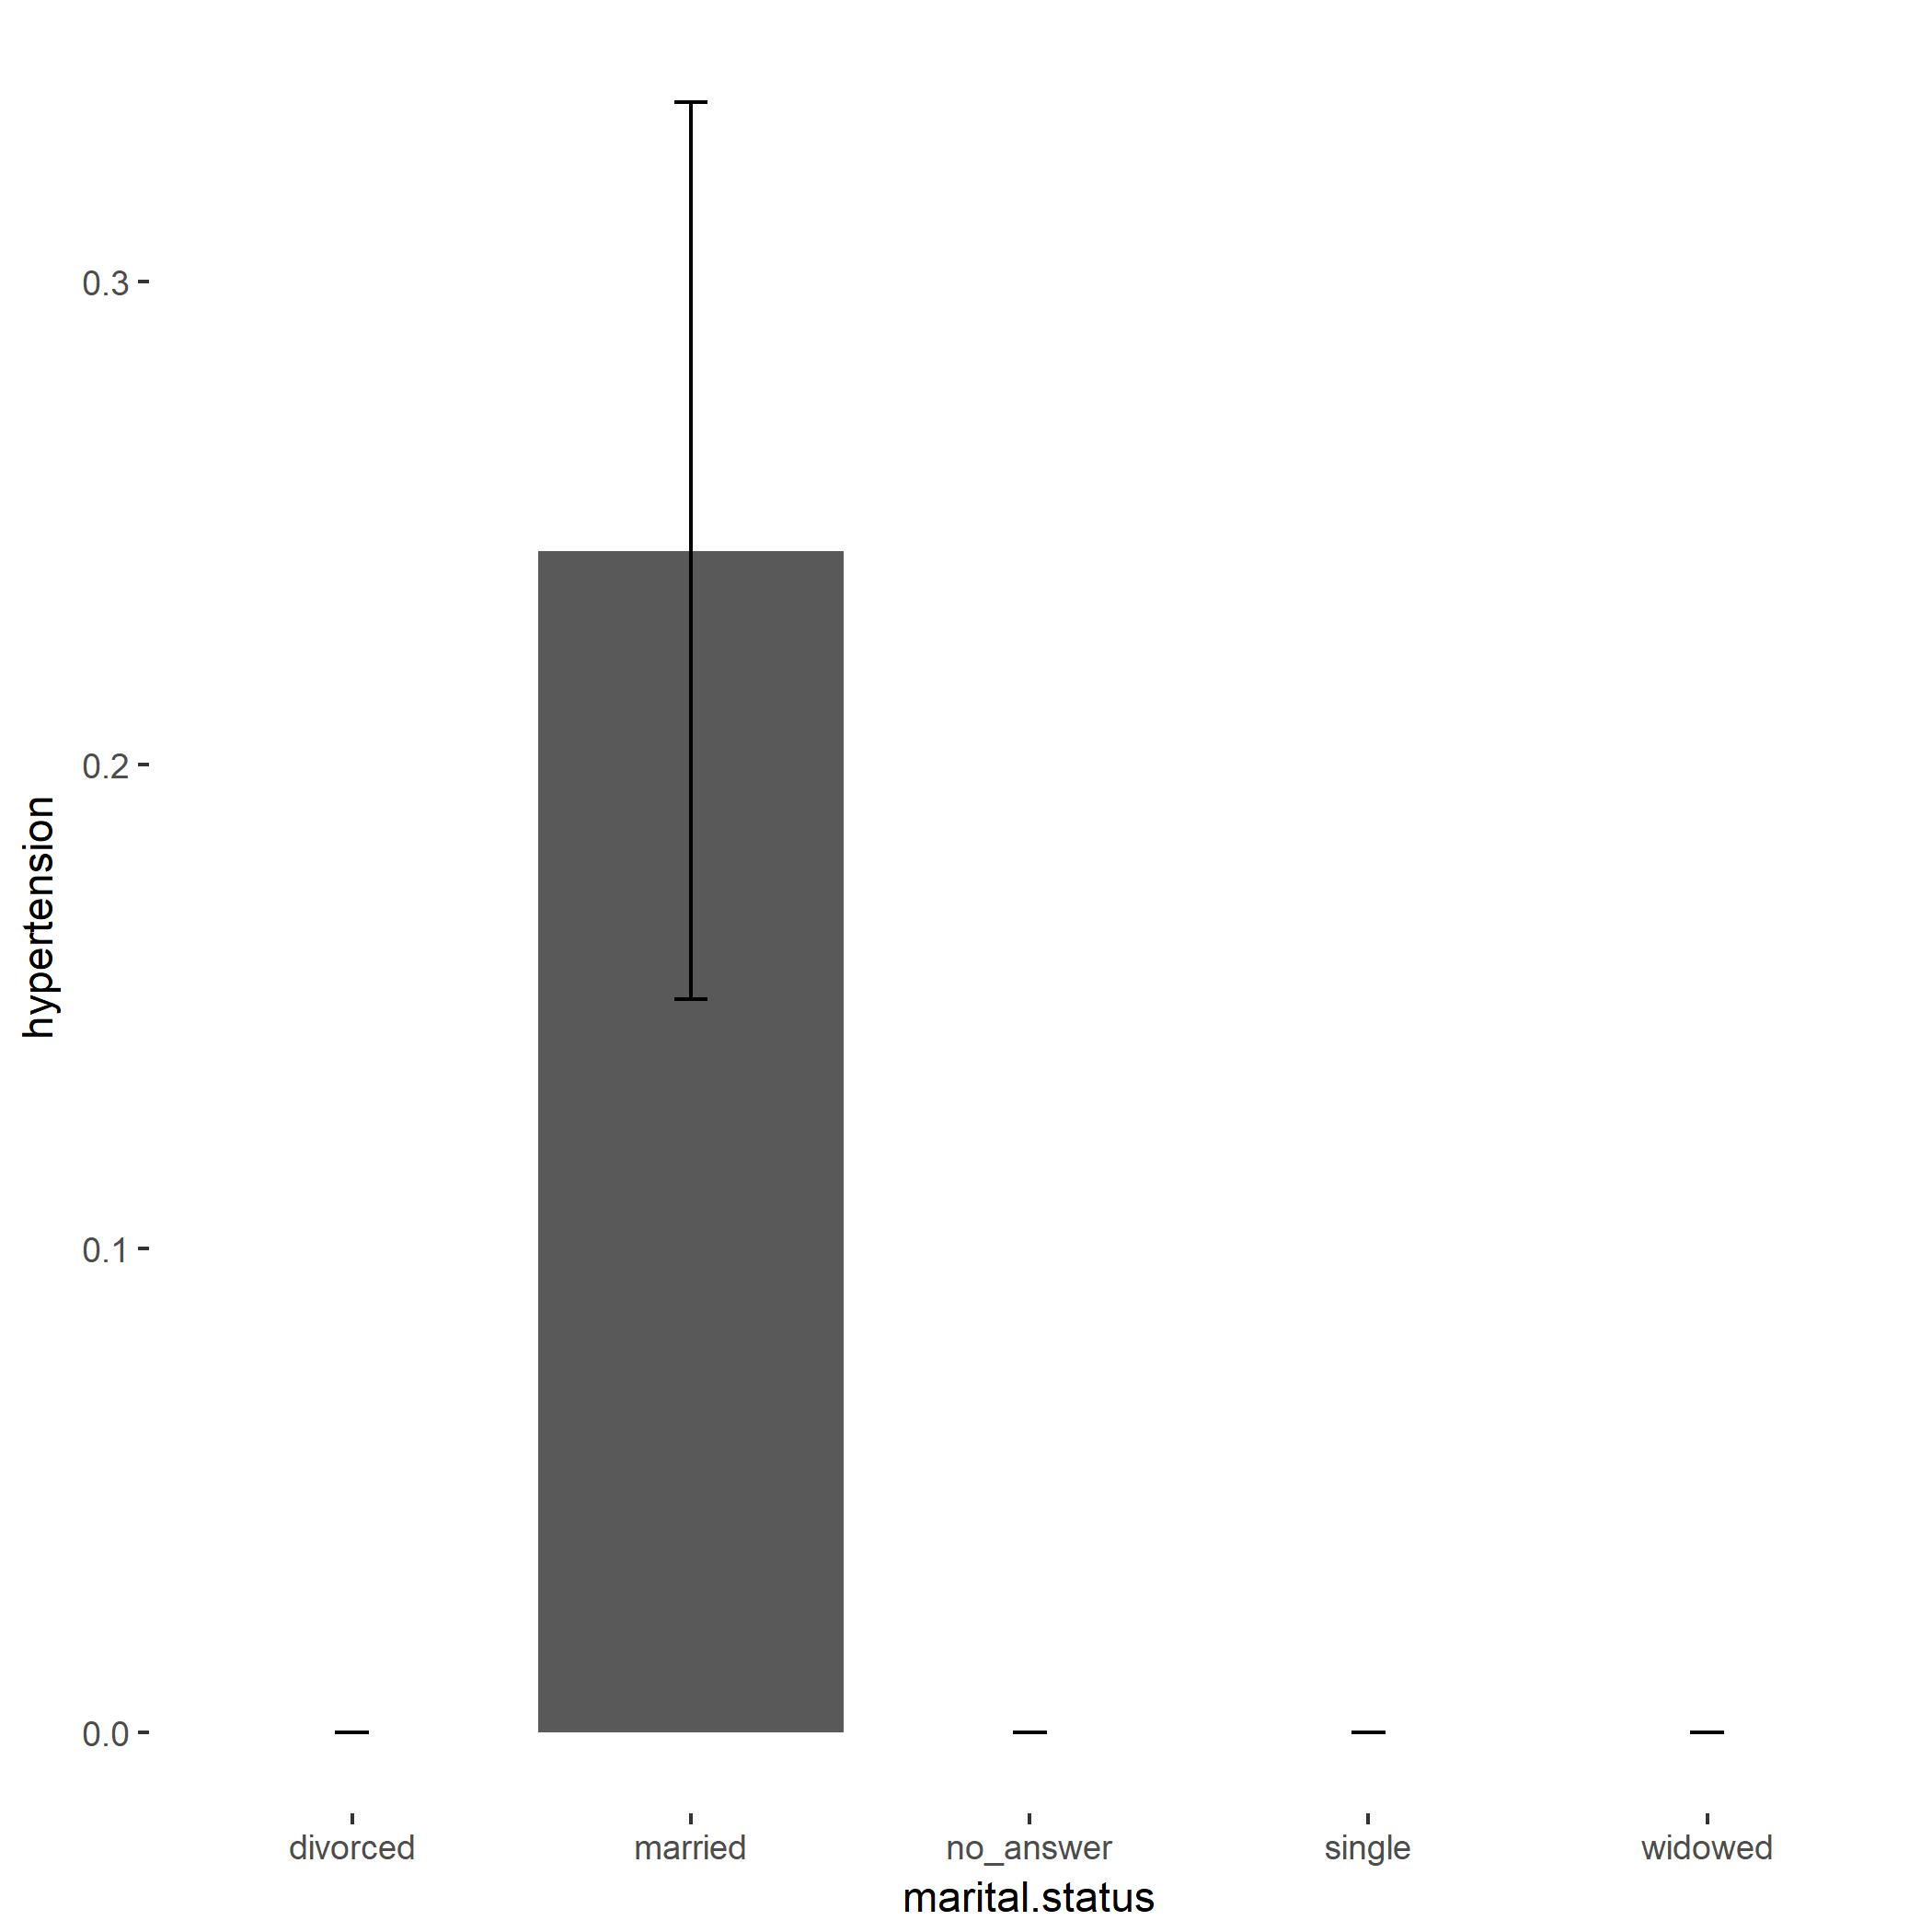 hypertension
0.3
0.2
0.1
0.0
divorced married no_answer single widowed
marital.status